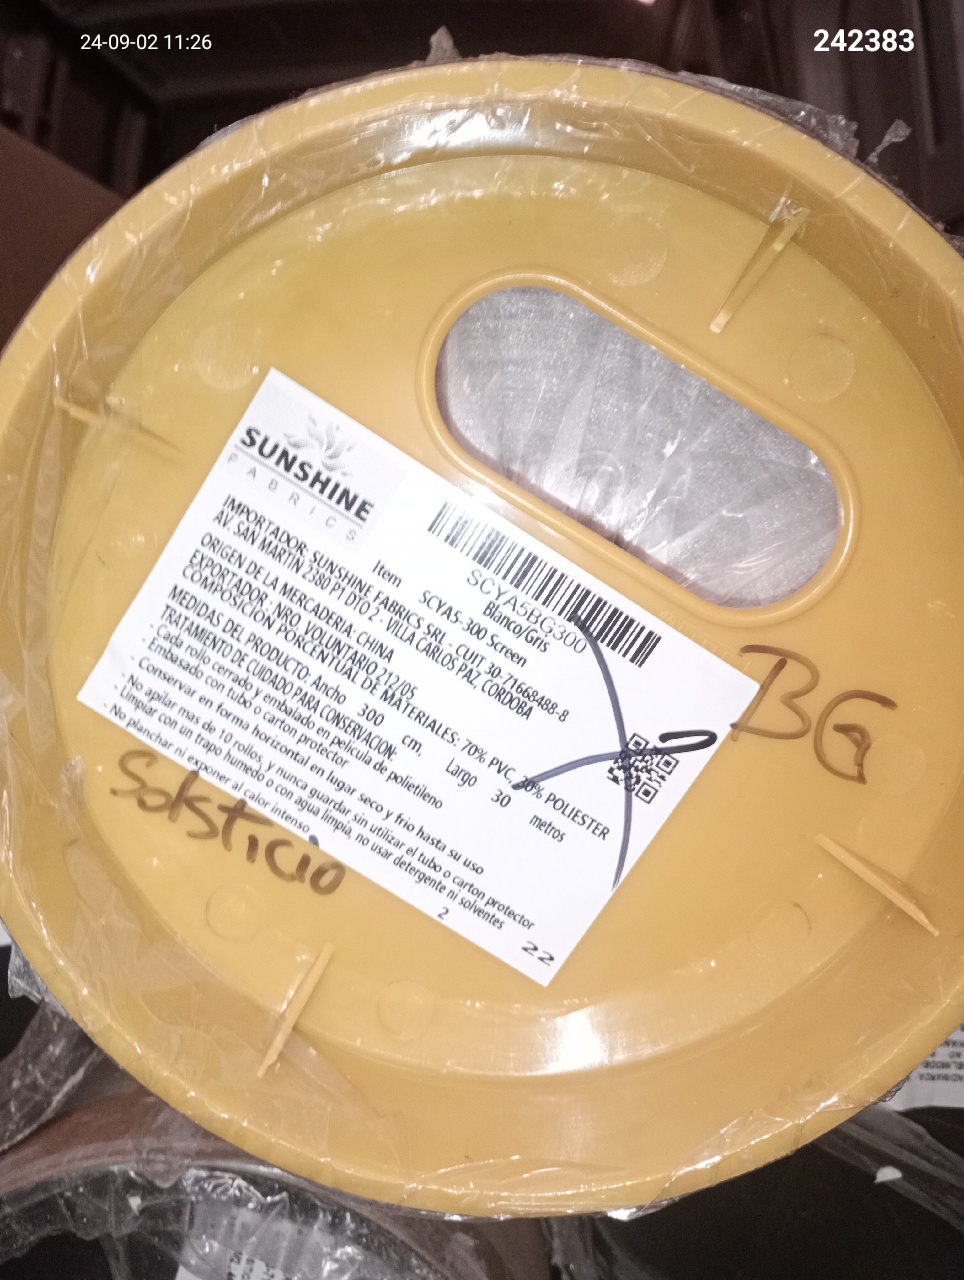 24-09-02 11:26
242383
SUNSHINE
FABRICS
SCYA5BG300
Item SCYA5-300 Screen
Blanco/Gris
IMPORTADOR: SUNSHINE FABRICS SRL - CUIT 30-71668488-8
AV. SAN MARTIN 2380 P1 DTO 2 - VILLA CARLOS PAZ, CORDOBA
ORIGEN DE LA MERCADERIA: CHINA
EXPORTADOR: NRO. VOLUNTARIO 212/05
COMPOSICIÓN PORCENTUAL DE MATERIALES: 70% PVC, 30% POLIESTER
MEDIDAS DEL PRODUCTO: Ancho 300 cm. Largo 30 metros
TRATAMIENTO DE CUIDADO PARA CONSERVACION:
- Cada rollo cerrado y embalado en película de polietileno
Embasado con tubo o carton protector
- Conservar en forma horizontal en lugar seco y frio hasta su uso
- No apilar mas de 10 rollos, y nunca guardar sin utilizar el tubo o carton protector
- Limpiar con un trapo humedo o con agua limpia, no usar detergente ni solventes
- No planchar ni exponer al calor intenso
2
22
BG
Solsticio